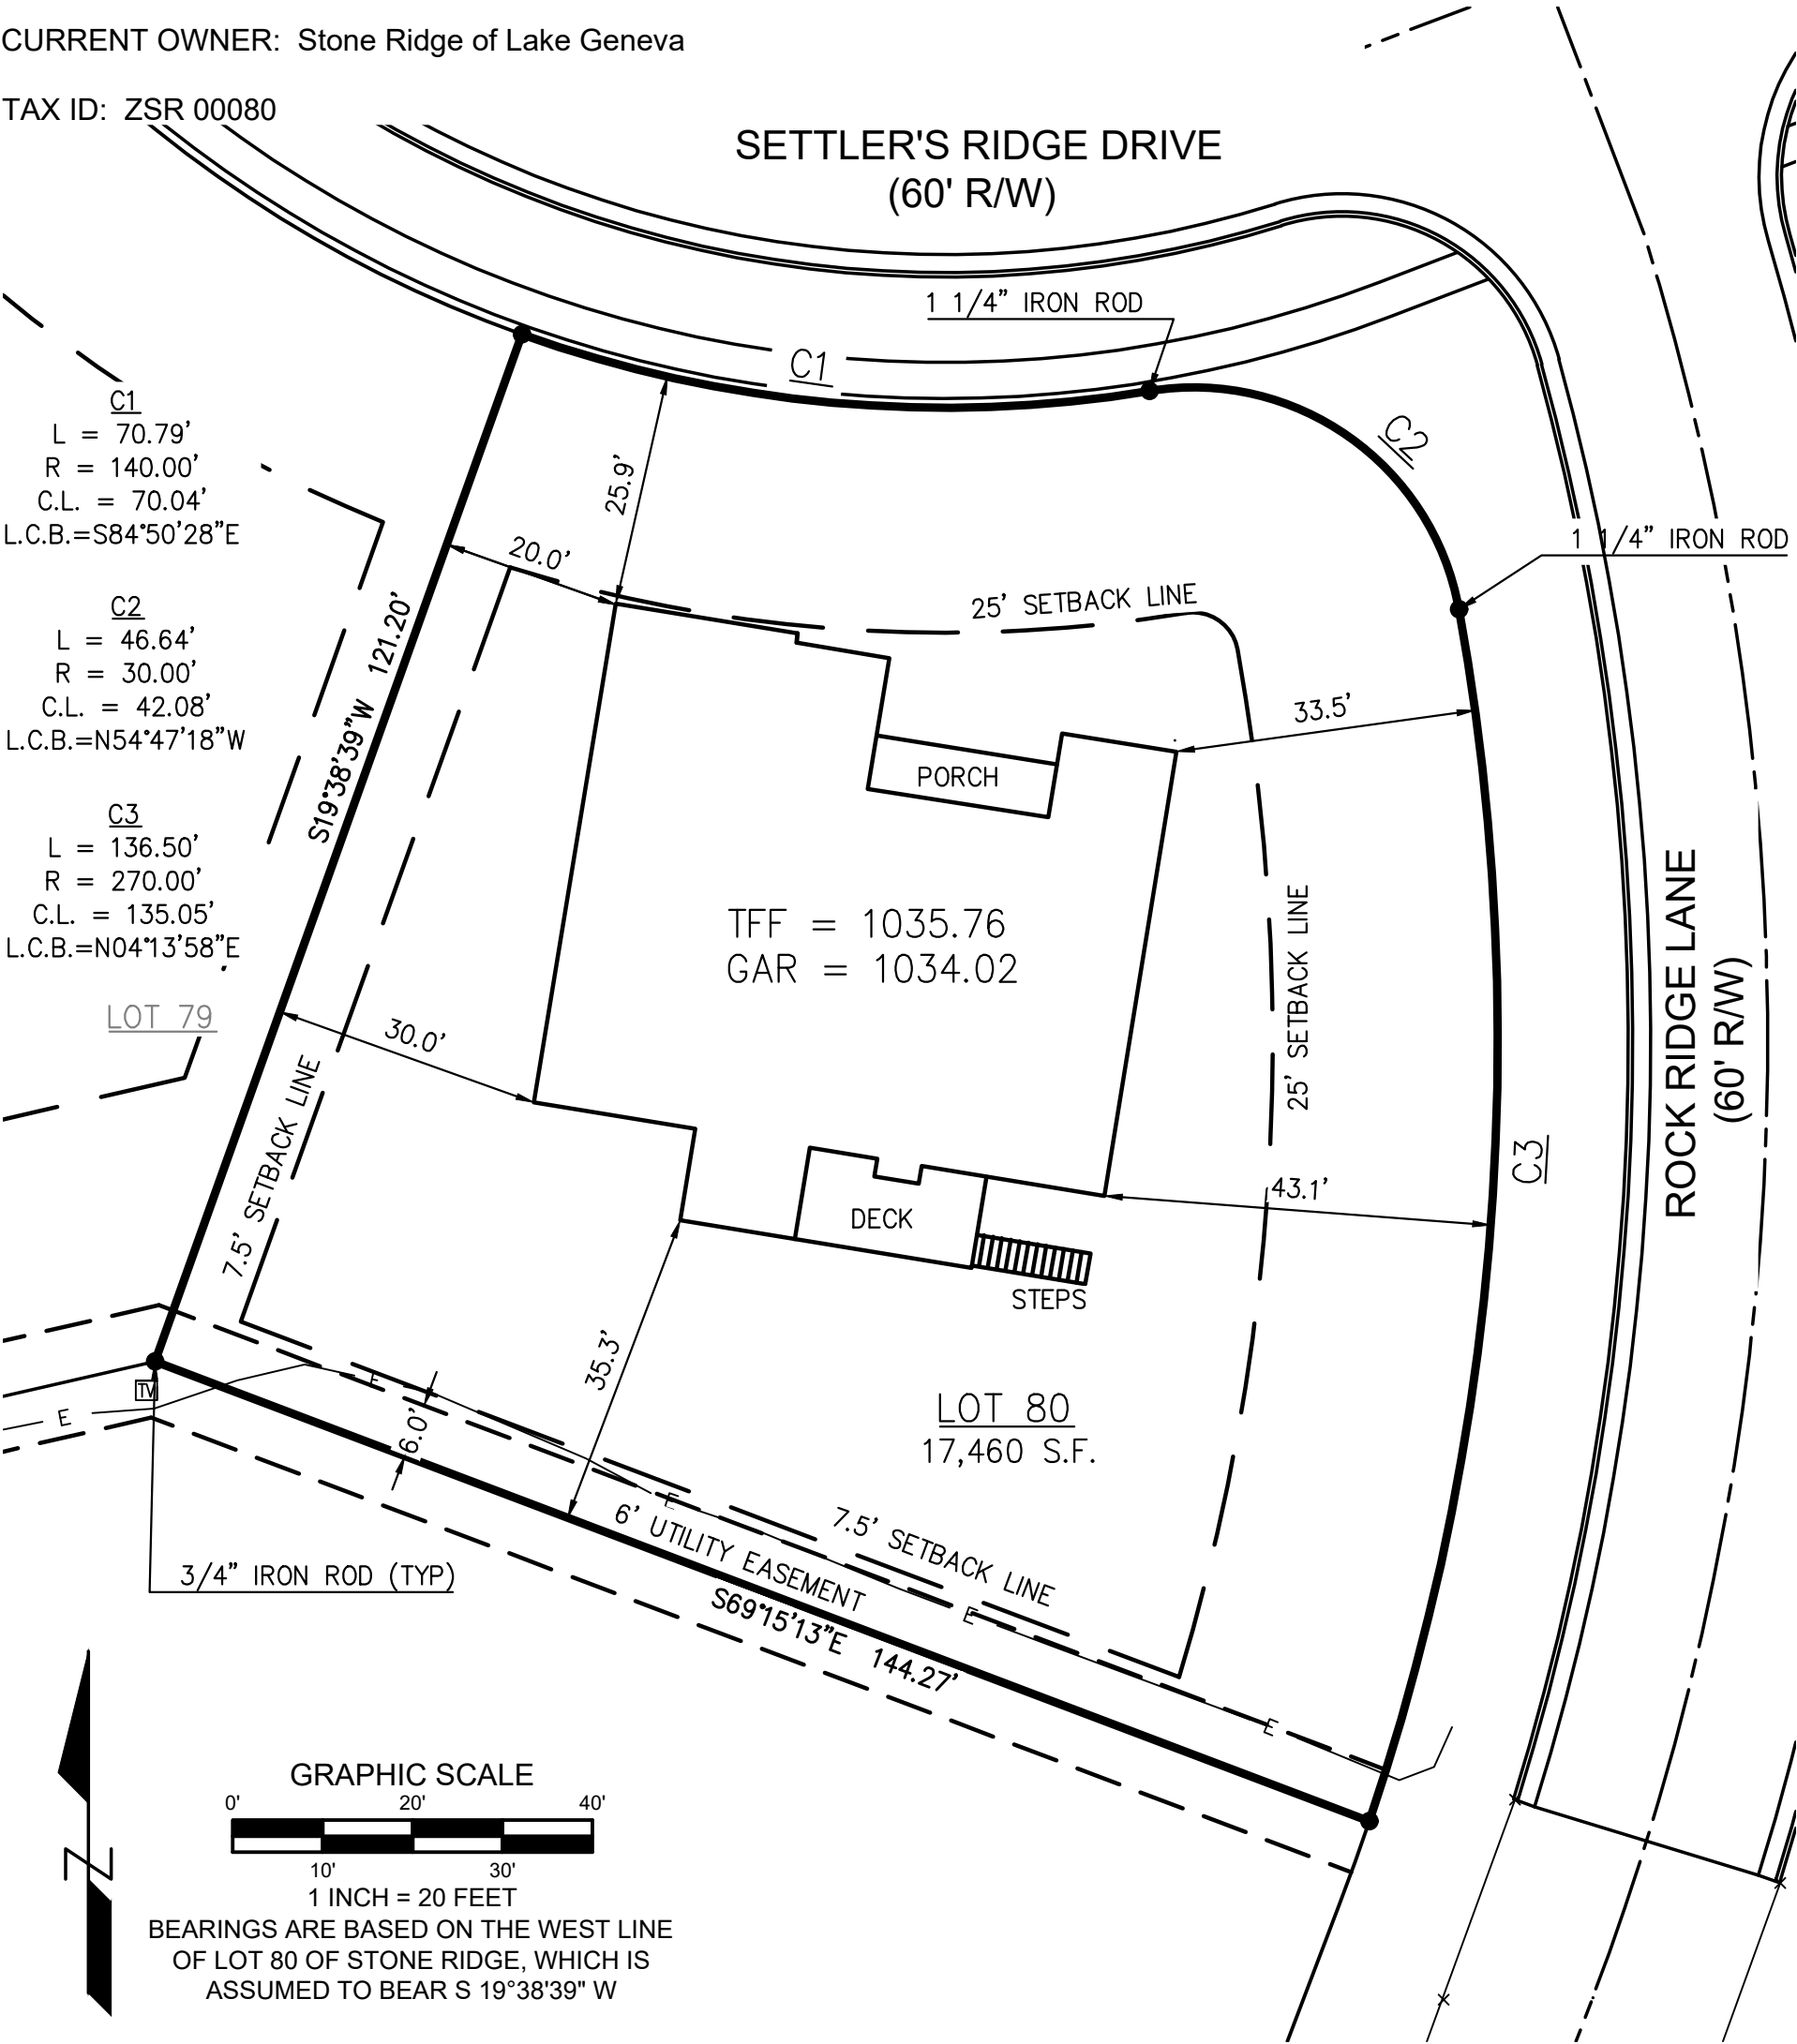 CURRENT OWNER: Stone Ridge of Lake Geneva
TAX ID: ZSR 00080
SETTLER'S RIDGE DRIVE
(60' R/W)
1 1/4" IRON ROD
C1
C2
C1
L = 70.79'
R = 140.00'
C.L. = 70.04'
L.C.B.=S84°50'28"E
25.9'
20.0'
1 1/4" IRON ROD
25' SETBACK LINE
C2
L = 46.64'
R = 30.00'
C.L. = 42.08'
L.C.B.=N54°47'18"W
S19°38'39"W 121.20'
33.5'
PORCH
C3
L = 136.50'
R = 270.00'
C.L. = 135.05'
L.C.B.=N04°13'58"E
TFF = 1035.76
GAR = 1034.02
25' SETBACK LINE
ROCK RIDGE LANE
(60' R/W)
LOT 79
30.0'
7.5' SETBACK LINE
C3
43.1'
DECK
STEPS
35.3'
TV
E
E
6.0'
LOT 80
17,460 S.F.
E
6' UTILITY EASEMENT
7.5' SETBACK LINE
E
S69°15'13"E 144.27'
3/4" IRON ROD (TYP)
E
N
GRAPHIC SCALE
0' 20' 40'
10' 30'
1 INCH = 20 FEET
BEARINGS ARE BASED ON THE WEST LINE
OF LOT 80 OF STONE RIDGE, WHICH IS
ASSUMED TO BEAR S 19°38'39" W